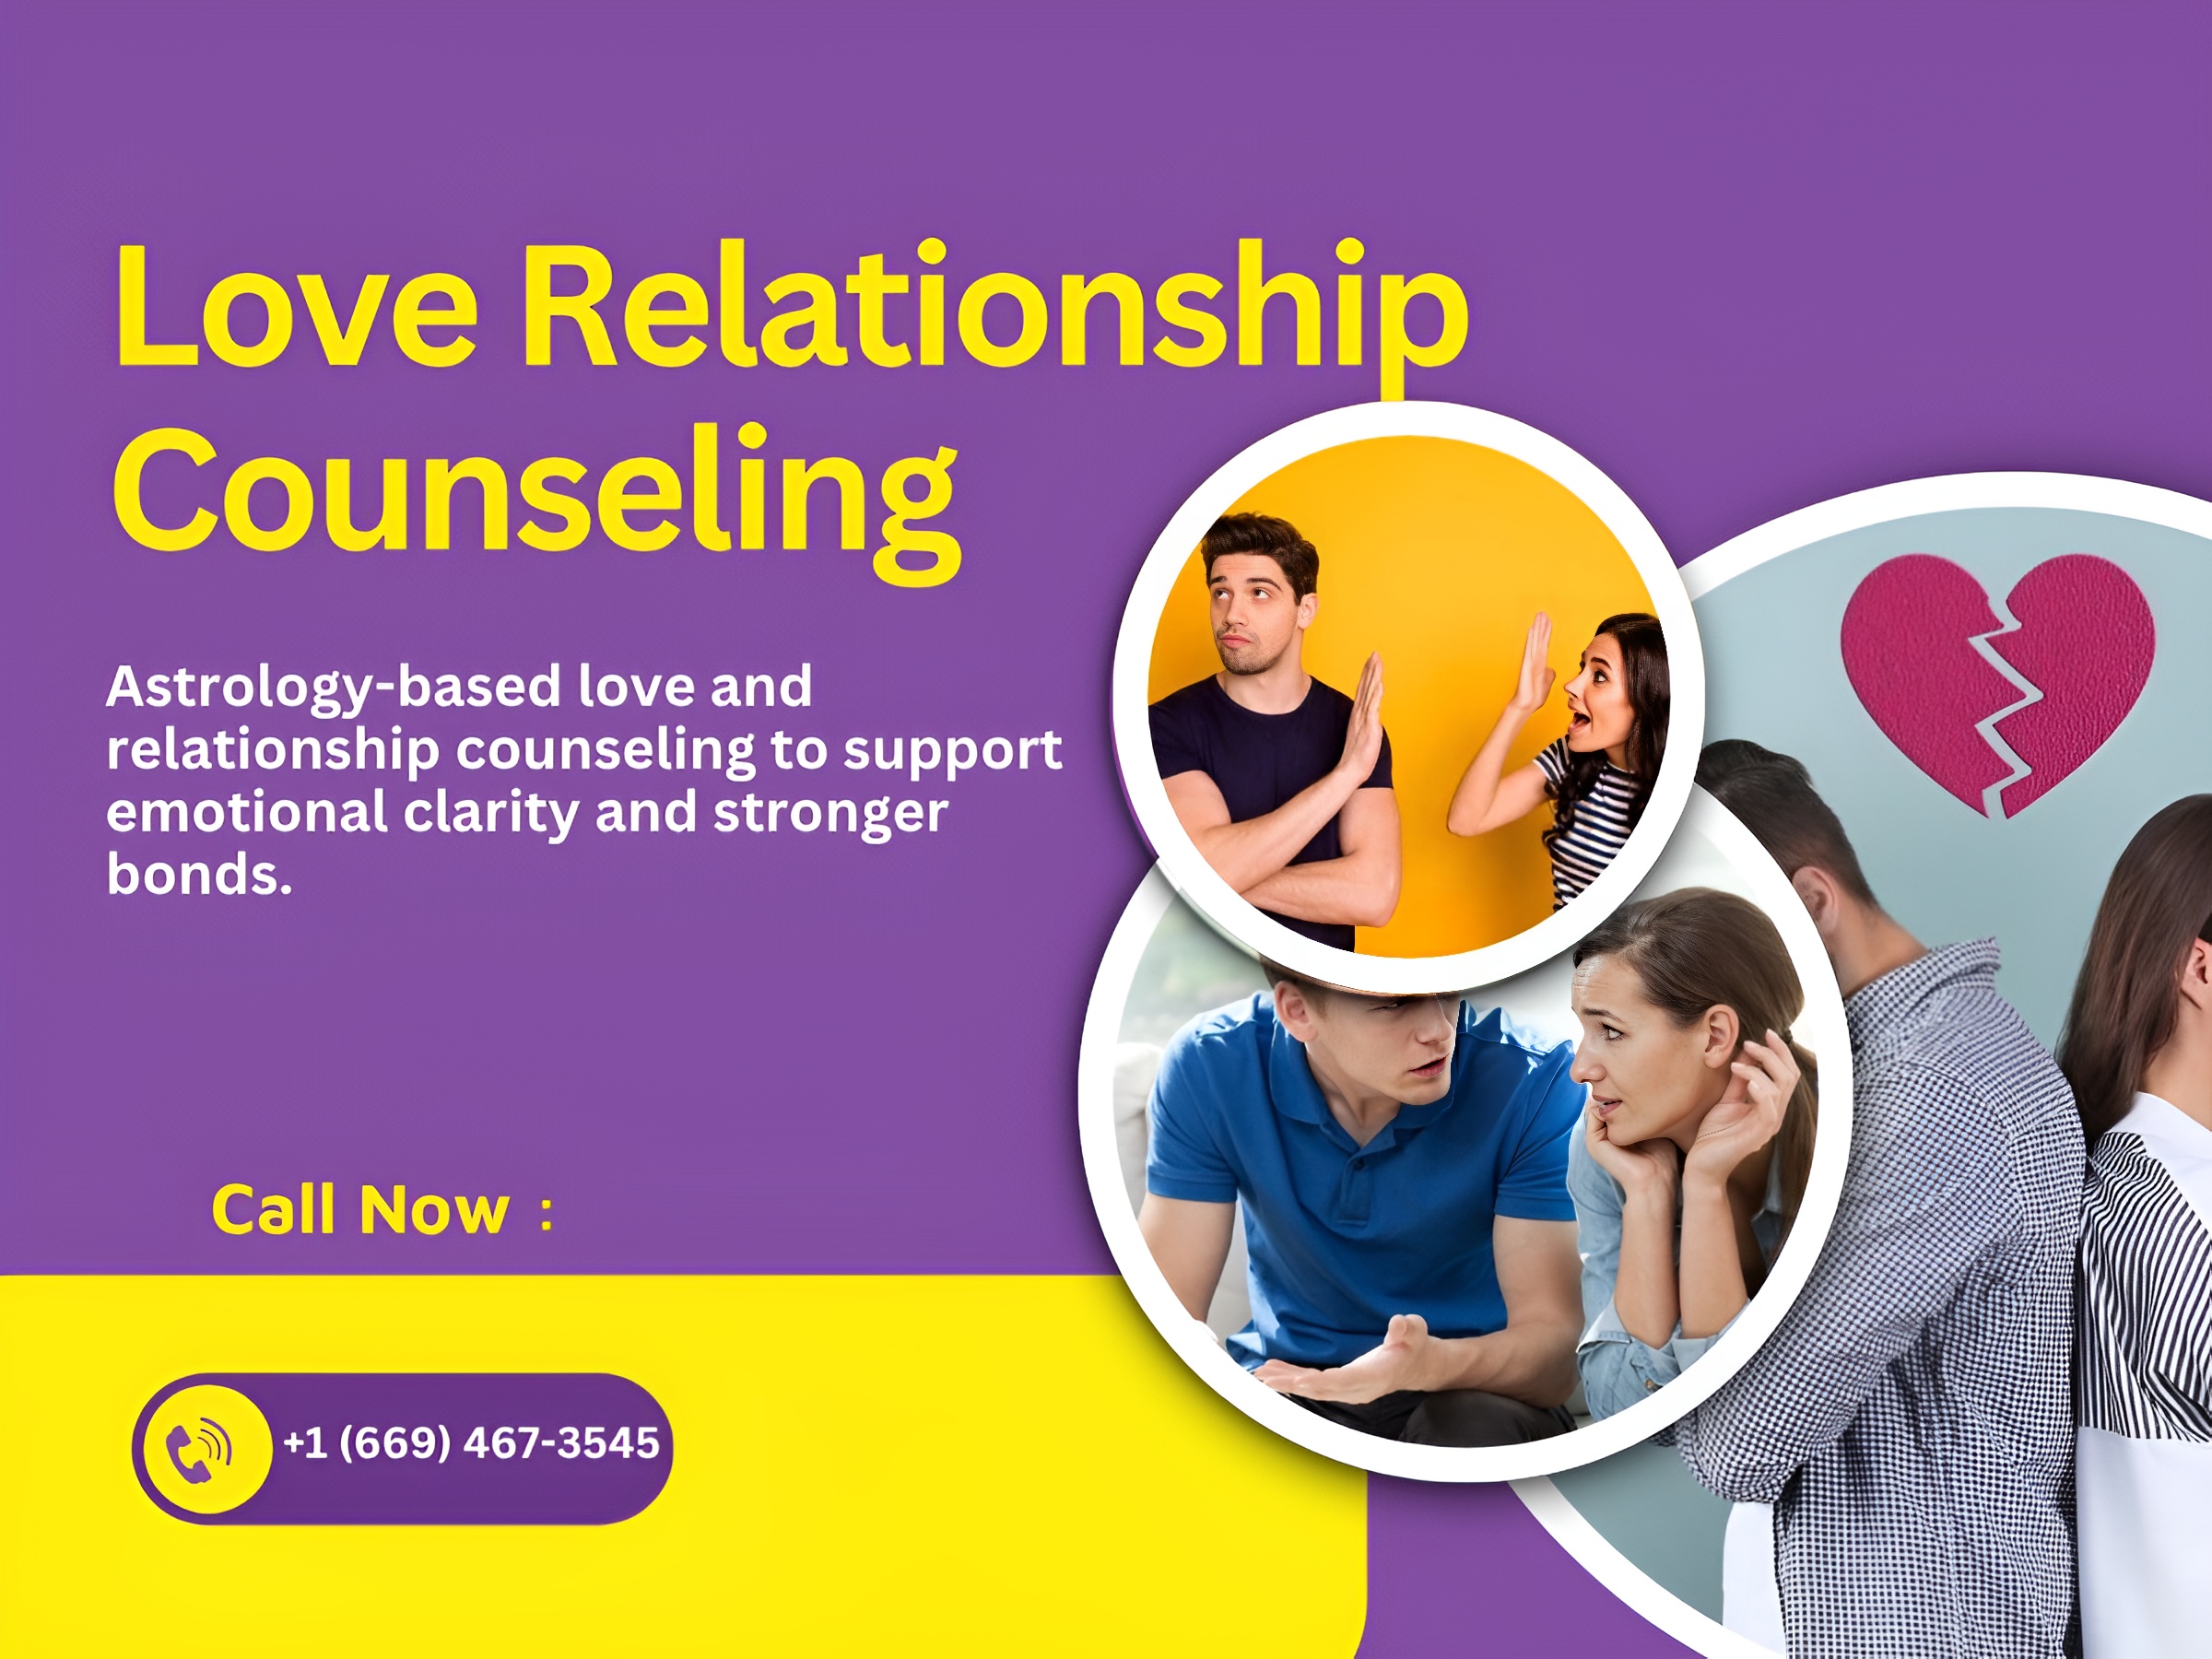 Love Relationship
Counseling
Astrology-based love and
relationship counseling to support
emotional clarity and stronger
bonds.
Call Now :
+1 (669) 467-3545